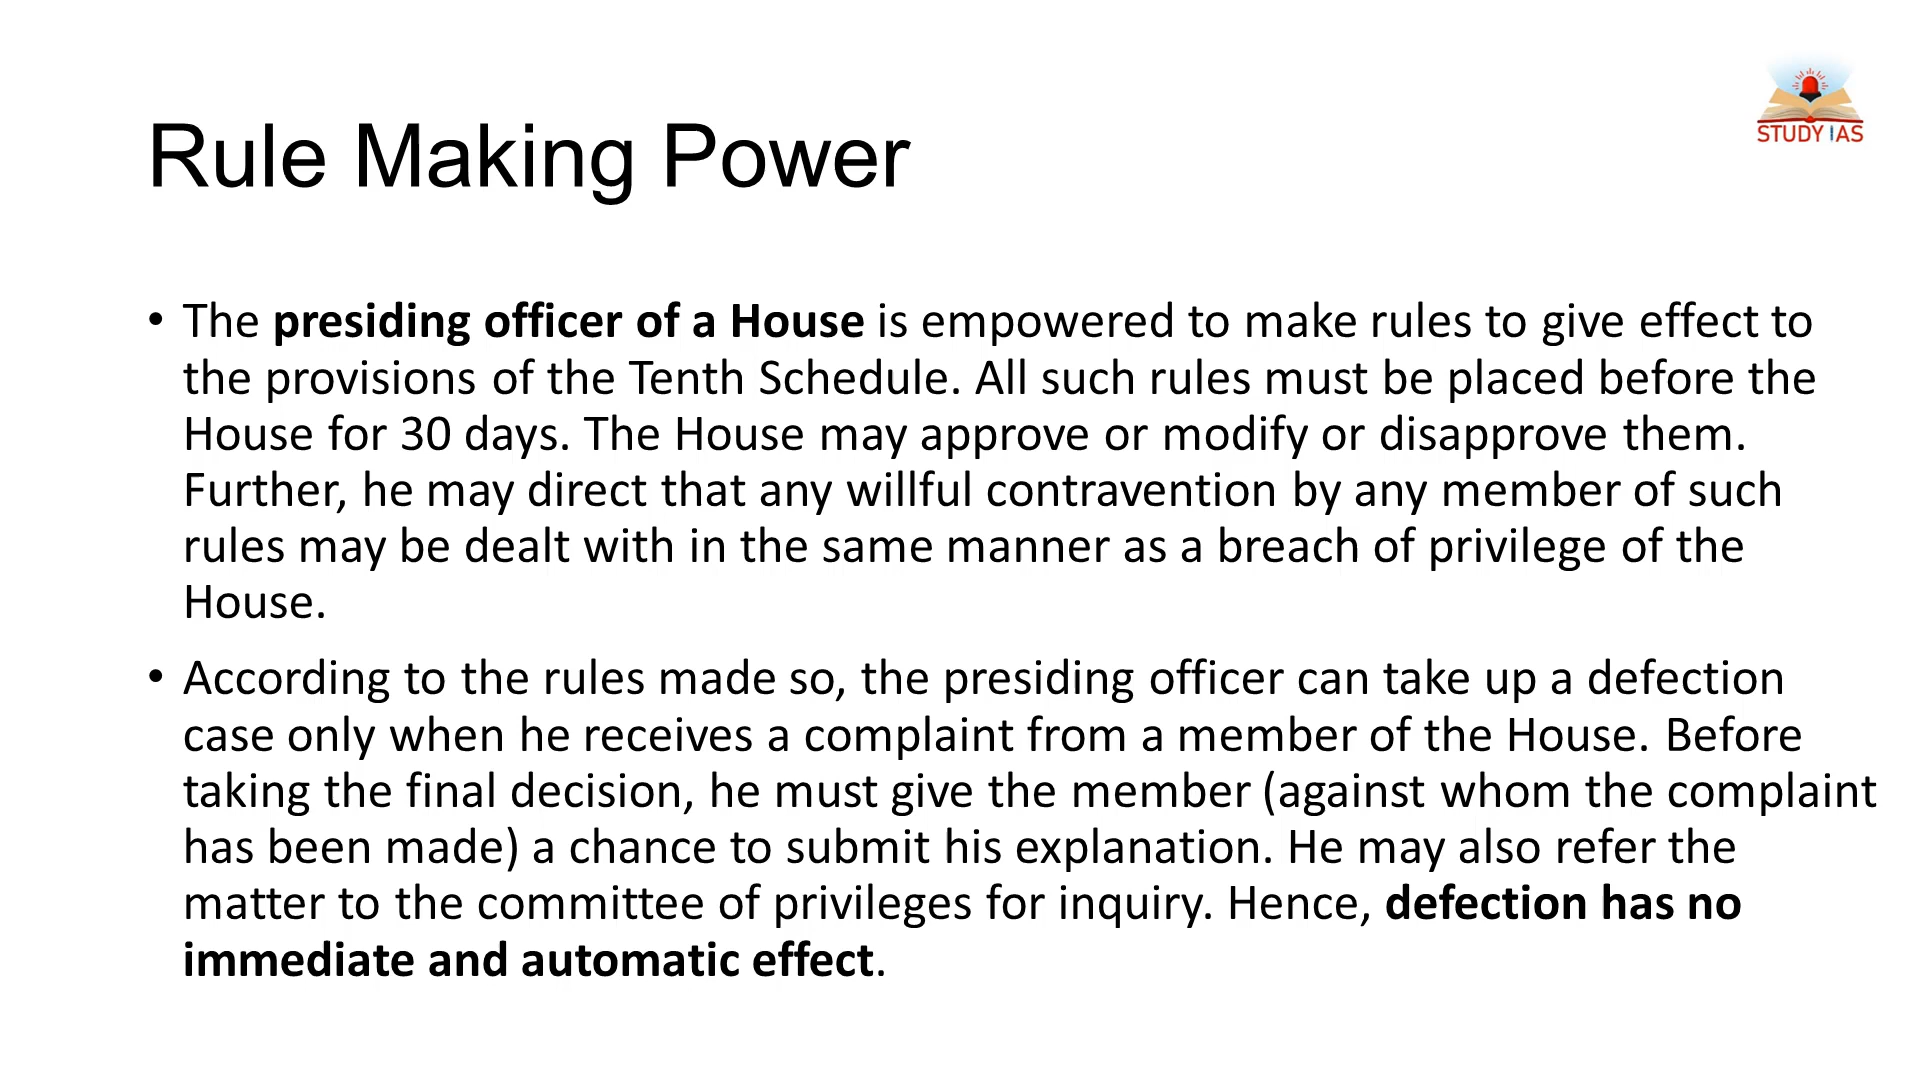 STUDY IAS
Rule Making Power
• The presiding officer of a House is empowered to make rules to give effect to
the provisions of the Tenth Schedule. All such rules must be placed before the
House for 30 days. The House may approve or modify or disapprove them.
Further, he may direct that any willful contravention by any member of such
rules may be dealt with in the same manner as a breach of privilege of the
House.
• According to the rules made so, the presiding officer can take up a defection
case only when he receives a complaint from a member of the House. Before
taking the final decision, he must give the member (against whom the complaint
has been made) a chance to submit his explanation. He may also refer the
matter to the committee of privileges for inquiry. Hence, defection has no
immediate and automatic effect.